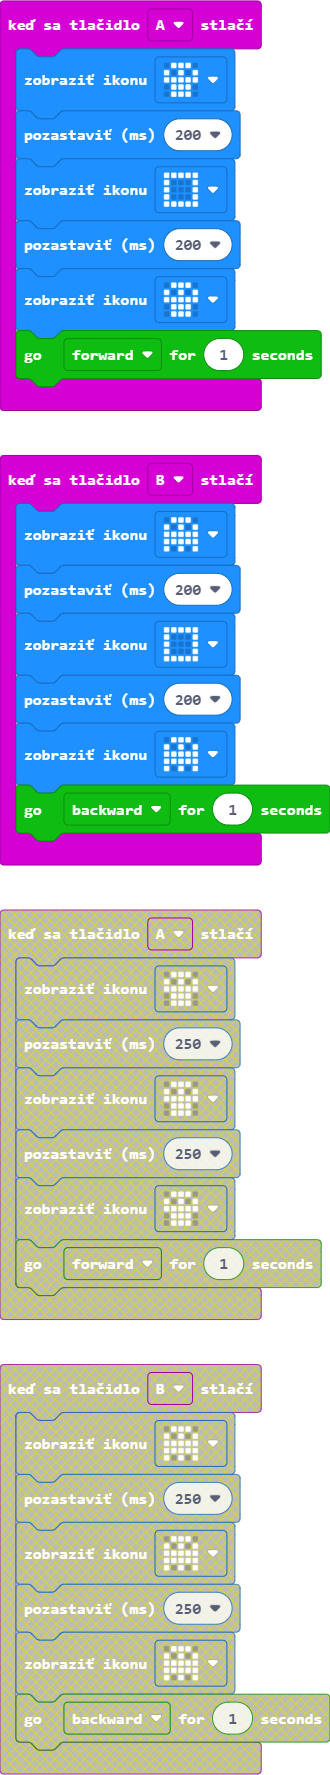 keď sa tlačidlo A stlačí
zobraziť ikonu
pozastaviť (ms) 200
zobraziť ikonu
pozastaviť (ms) 200
zobraziť ikonu
go forward for 1 seconds
keď sa tlačidlo B stlačí
zobraziť ikonu
pozastaviť (ms) 200
zobraziť ikonu
pozastaviť (ms) 200
zobraziť ikonu
go backward for 1 seconds
keď sa tlačidlo A stlačí
zobraziť ikonu
pozastaviť (ms) 250
zobraziť ikonu
pozastaviť (ms) 250
zobraziť ikonu
go forward for 1 seconds
keď sa tlačidlo B stlačí
zobraziť ikonu
pozastaviť (ms) 250
zobraziť ikonu
pozastaviť (ms) 250
zobraziť ikonu
go backward for 1 seconds